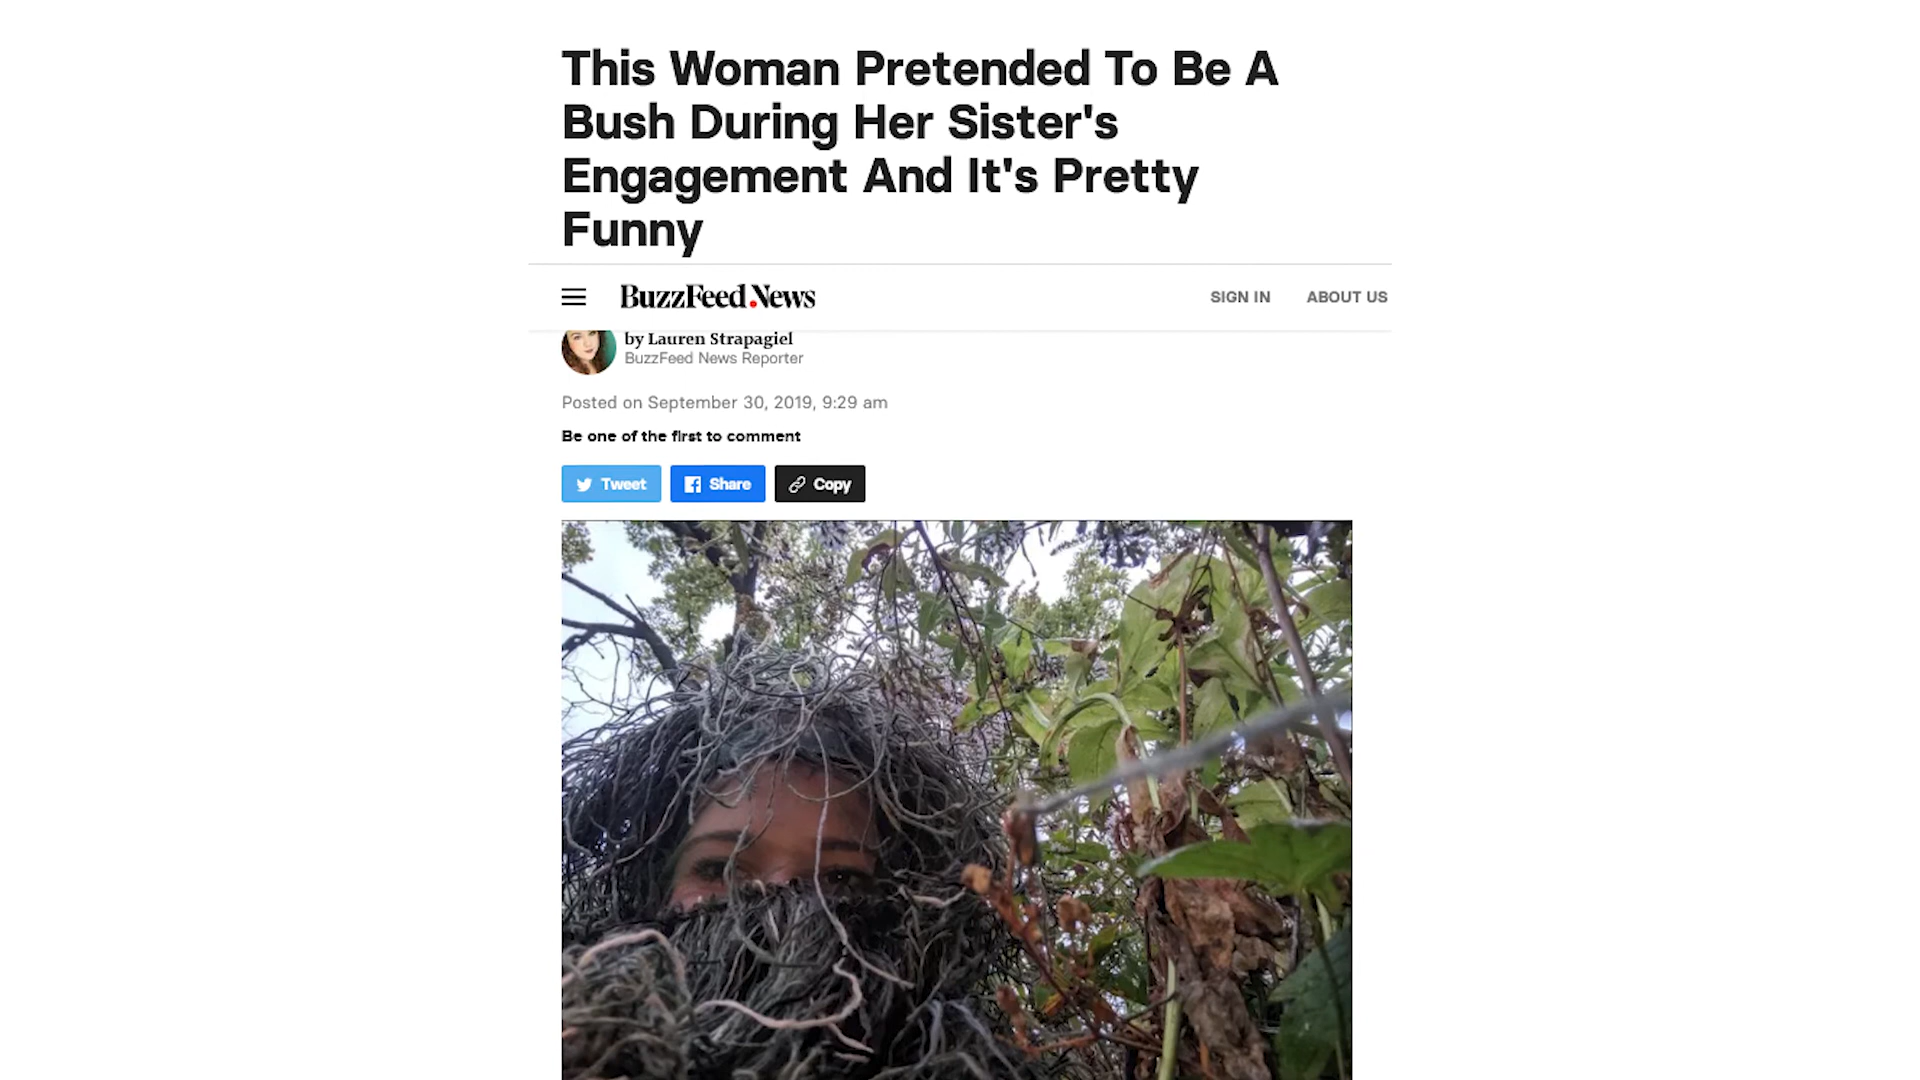 This Woman Pretended To Be A
Bush During Her Sister's
Engagement And It's Pretty
Funny
BuzzFeed News
SIGN IN
ABOUT US
by Lauren Strapagiel
BuzzFeed News Reporter
Posted on September 30, 2019, 9:29 am
Be one of the first to comment
Tweet
Share
Copy